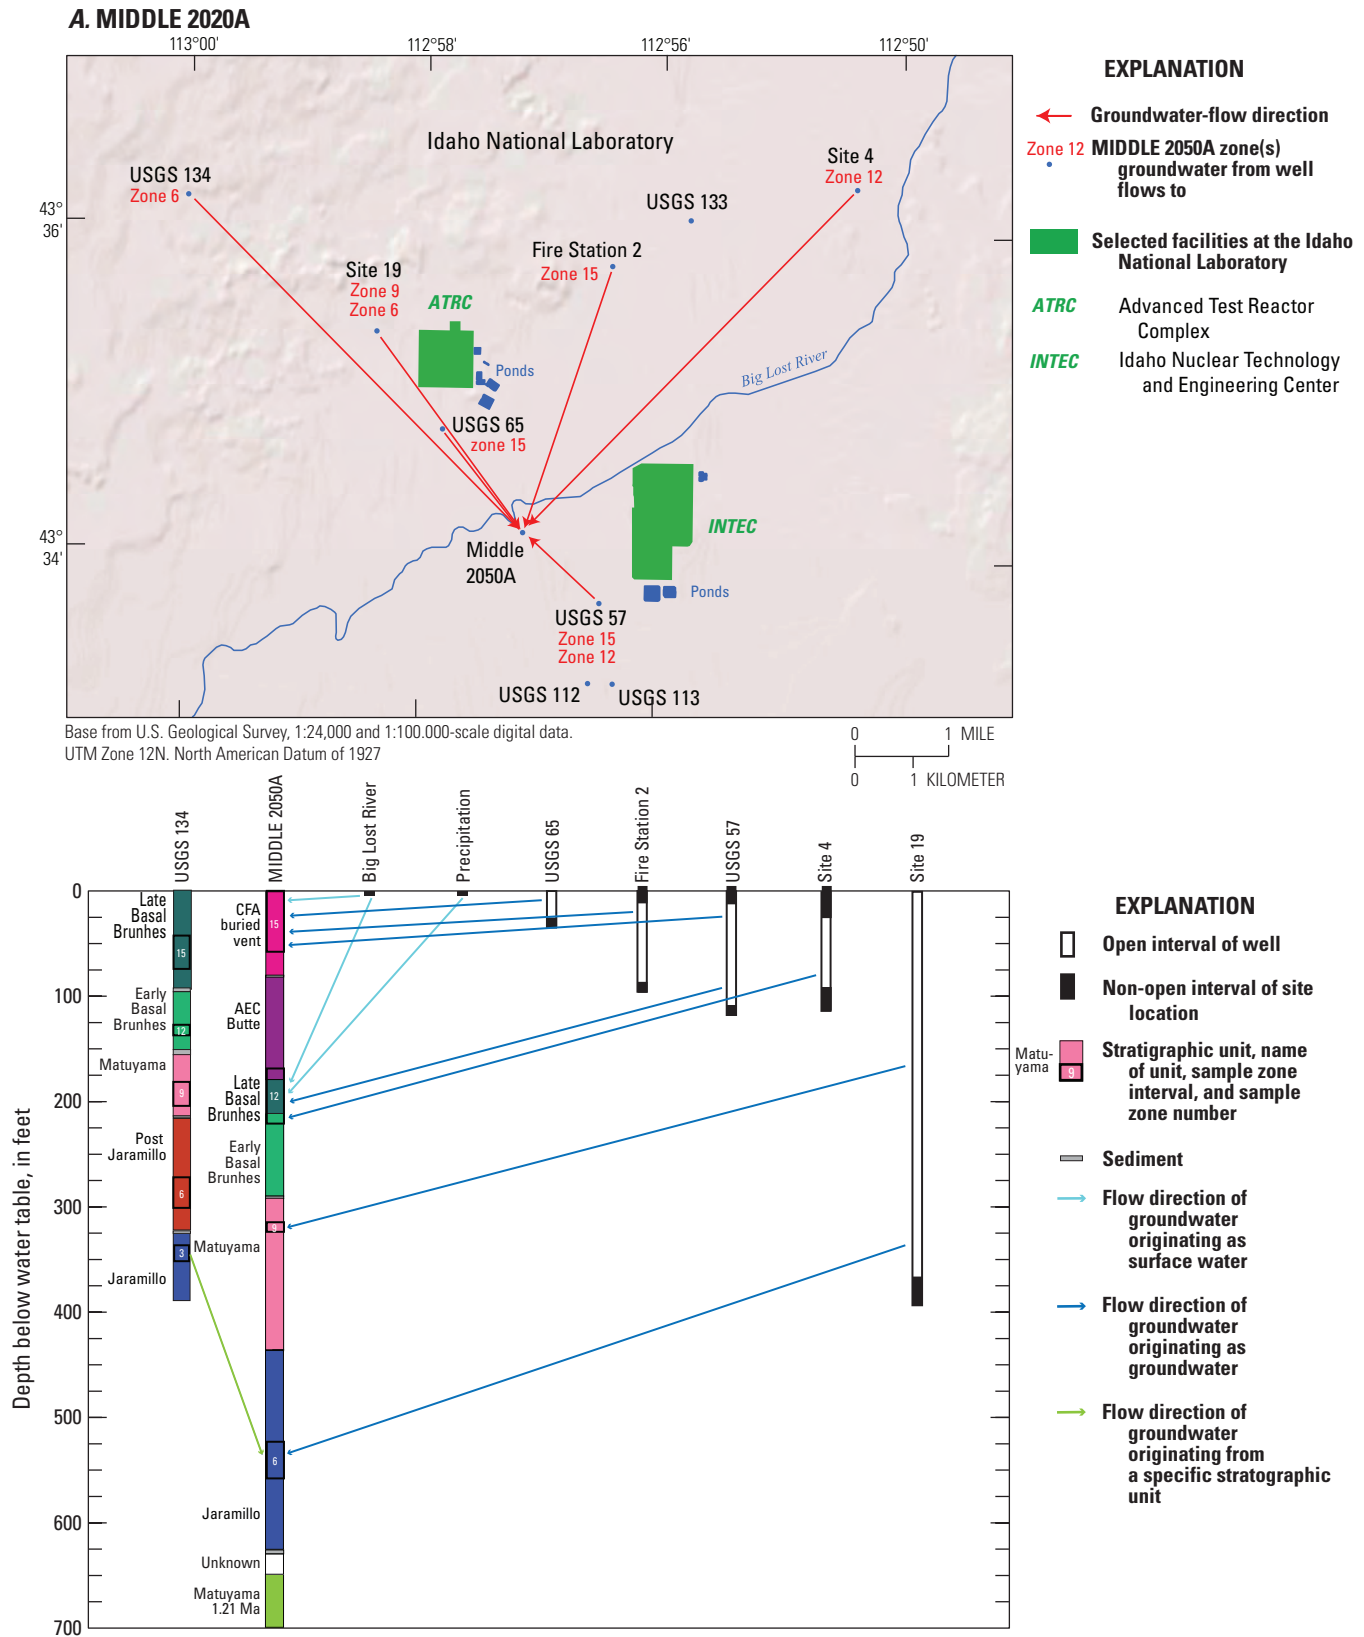 A. MIDDLE 2020A
113°00'
112°58'
112°56'
112°50'
43°
36'
43°
34'
Idaho National Laboratory
USGS 134
Zone 6
Site 4
Zone 12
USGS 133
Fire Station 2
Zone 15
Site 19
Zone 9
Zone 6
ATRC
Ponds
Big Lost River
USGS 65
zone 15
INTEC
Middle
2050A
Ponds
USGS 57
Zone 15
Zone 12
USGS 112
USGS 113
Base from U.S. Geological Survey, 1:24,000 and 1:100.000-scale digital data.
UTM Zone 12N. North American Datum of 1927
0 1 MILE
0 1 KILOMETER
EXPLANATION
Groundwater-flow direction
Zone 12 MIDDLE 2050A zone(s)
groundwater from well
flows to
Selected facilities at the Idaho
National Laboratory
ATRC Advanced Test Reactor
Complex
INTEC Idaho Nuclear Technology
and Engineering Center
USGS 134
MIDDLE 2050A
Big Lost River
Precipitation
USGS 65
Fire Station 2
USGS 57
Site 4
Site 19
Depth below water table, in feet
0
100
200
300
400
500
600
700
Late
Basal
Brunhes
15
Early
Basal
Brunhes
12
Matuyama
9
Post
Jaramillo
6
3
Jaramillo
CFA
buried
vent
15
AEC
Butte
Late
Basal
Brunhes
12
Early
Basal
Brunhes
9
Matuyama
6
Jaramillo
Unknown
Matuyama
1.21 Ma
EXPLANATION
Open interval of well
Non-open interval of site
location
Matu-
yama
9
Stratigraphic unit, name
of unit, sample zone
interval, and sample
zone number
Sediment
Flow direction of
groundwater
originating as
surface water
Flow direction of
groundwater
originating as
groundwater
Flow direction of
groundwater
originating from
a specific stratographic
unit